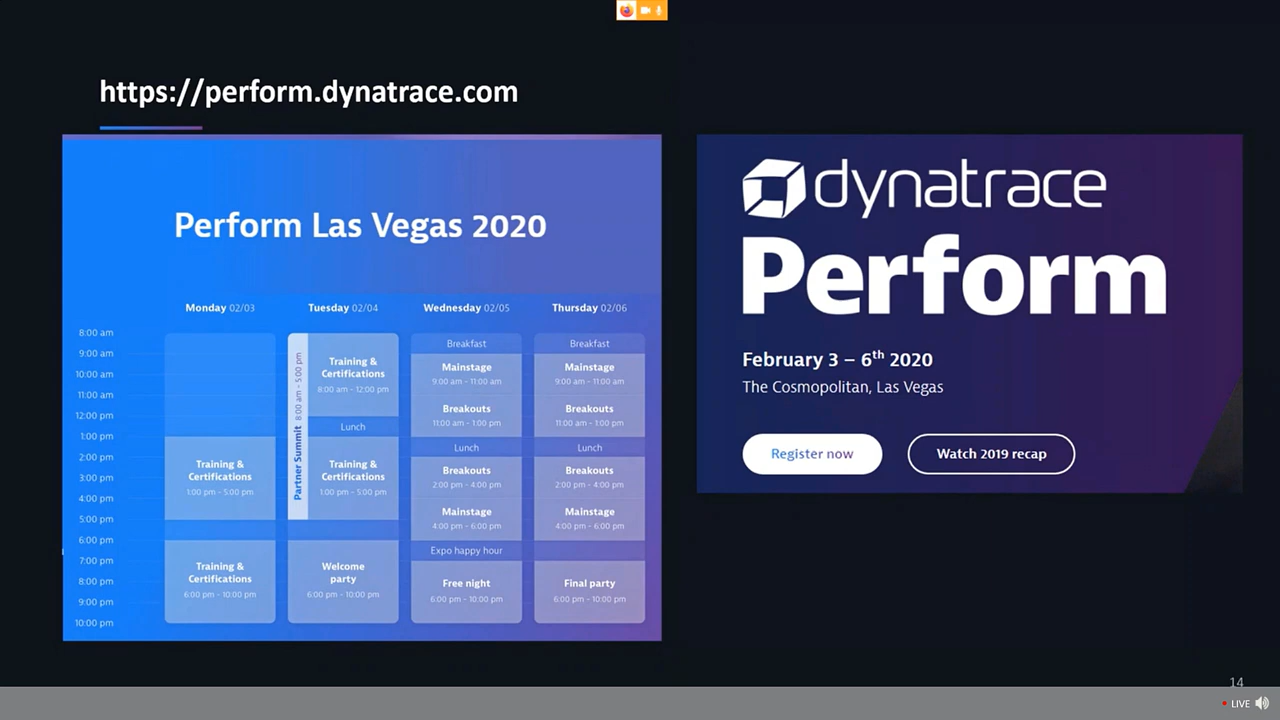 https://perform.dynatrace.com
Perform Las Vegas 2020
Monday 02/03
Tuesday 02/04
Wednesday 02/05
Thursday 02/06
8:00 am
9:00 am
10:00 am
11:00 am
12:00 pm
1:00 pm
2:00 pm
3:00 pm
4:00 pm
5:00 pm
6:00 pm
7:00 pm
8:00 pm
9:00 pm
10:00 pm
Training &
Certifications
1:00 pm - 5:00 pm
Training &
Certifications
6:00 pm - 10:00 pm
Partner Summit 8:00 am - 5:00 pm
Training &
Certifications
8:00 am - 12:00 pm
Lunch
Training &
Certifications
1:00 pm - 5:00 pm
Welcome
party
6:00 pm - 10:00 pm
Breakfast
Mainstage
9:00 am - 11:00 am
Breakouts
11:00 am - 1:00 pm
Lunch
Breakouts
2:00 pm - 4:00 pm
Mainstage
4:00 pm - 6:00 pm
Expo happy hour
Free night
6:00 pm - 10:00 pm
Breakfast
Mainstage
9:00 am - 11:00 am
Breakouts
11:00 am - 1:00 pm
Lunch
Breakouts
2:00 pm - 4:00 pm
Mainstage
4:00 pm - 6:00 pm
Final party
6:00 pm - 10:00 pm
dynatrace
Perform
February 3 – 6th 2020
The Cosmopolitan, Las Vegas
Register now
Watch 2019 recap
14
LIVE